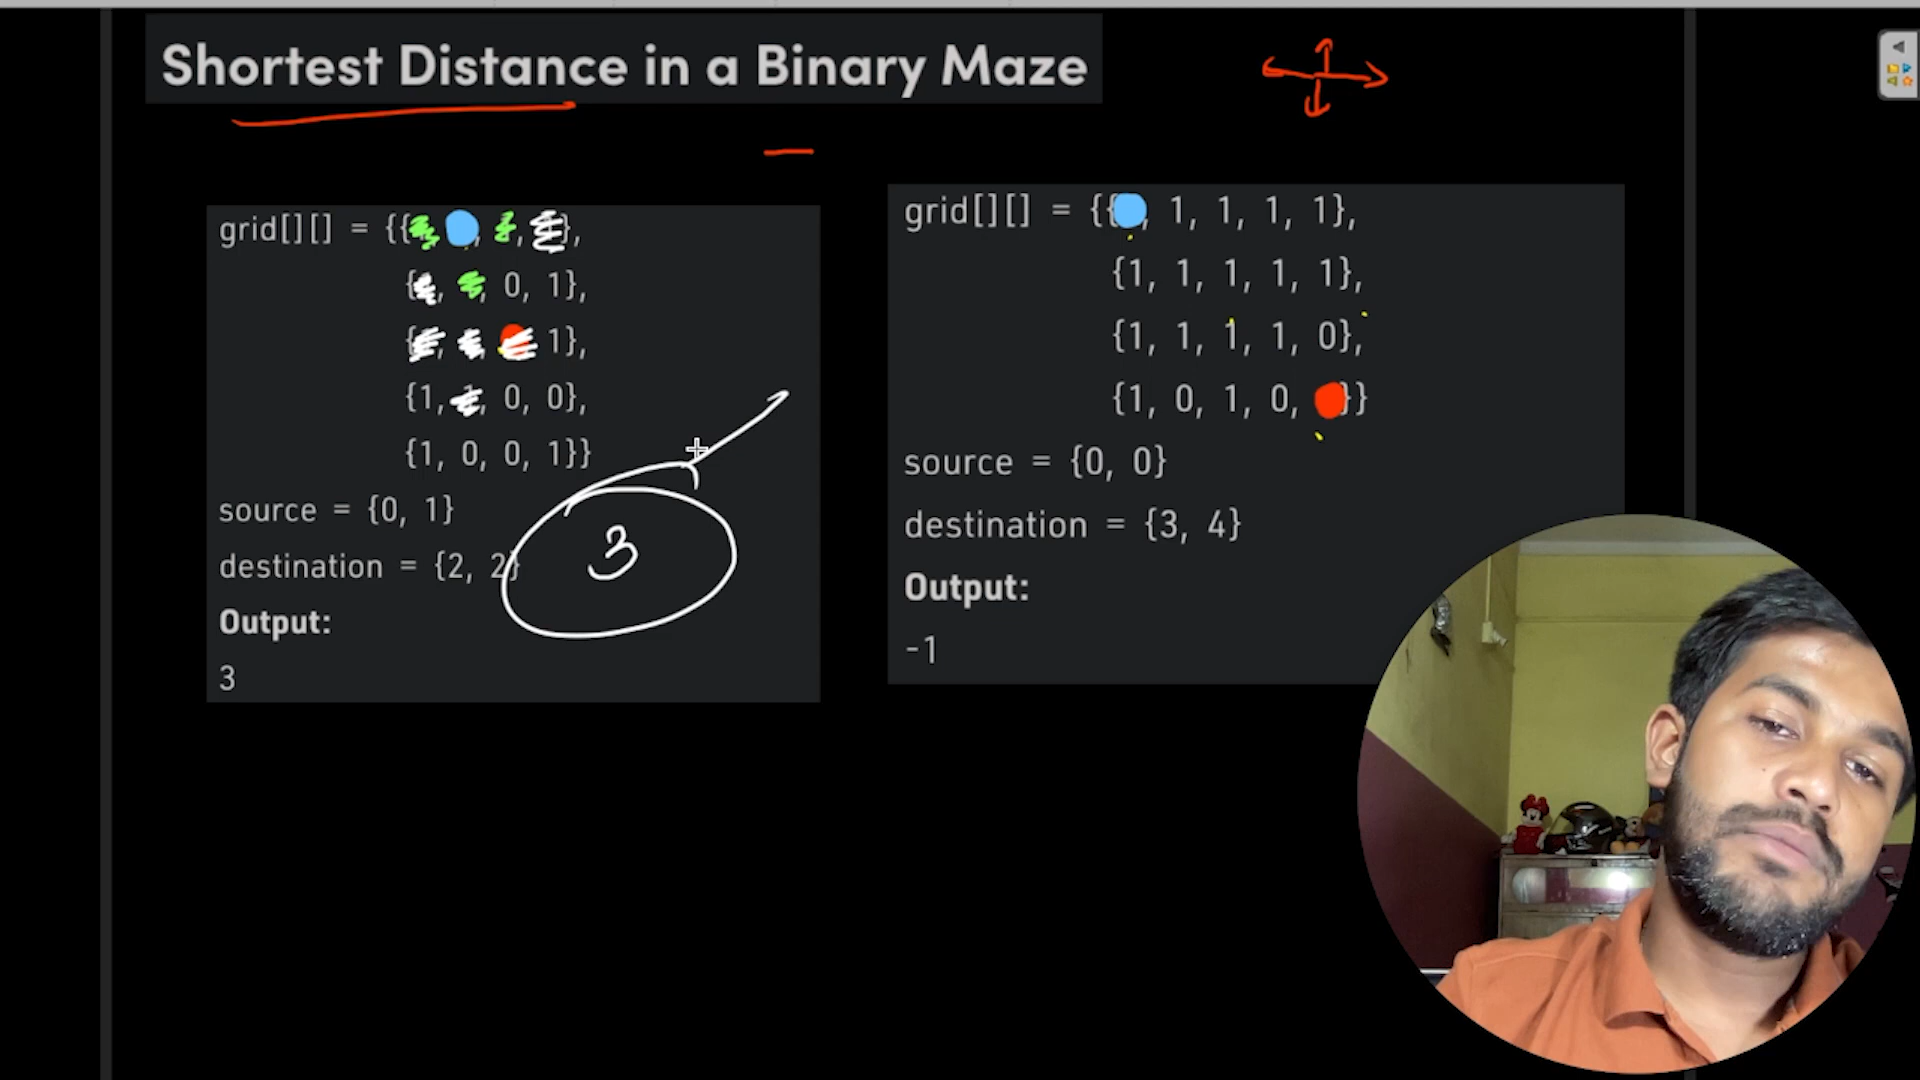 Shortest Distance in a Binary Maze
grid[][] = {{ , , , },
{ , , 0, 1},
{ , , 1},
{1, 1, 0, 0},
{1, 0, 0, 1}}
source = {0, 1}
destination = {2, 2}
Output:
3
3
grid[][] = {{ , 1, 1, 1, 1},
{1, 1, 1, 1, 1},
{1, 1, 1, 1, 0},
{1, 0, 1, 0, }}
source = {0, 0}
destination = {3, 4}
Output:
-1